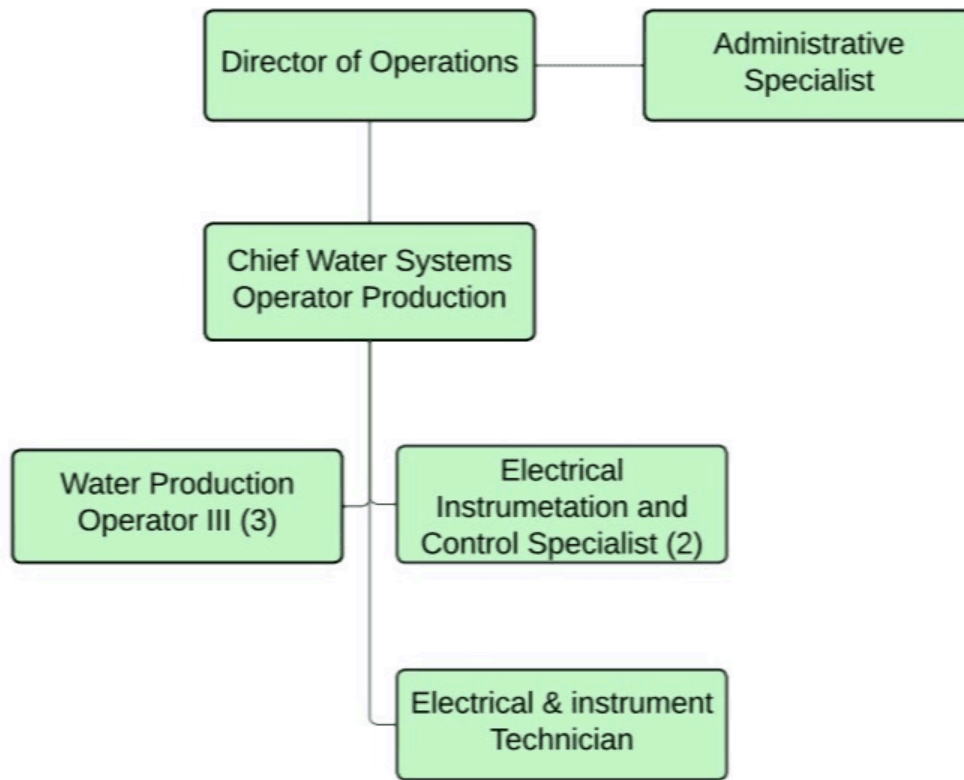 Director of Operations
Administrative
Specialist
Chief Water Systems
Operator Production
Water Production
Operator III (3)
Electrical
Instrumetation and
Control Specialist (2)
Electrical & instrument
Technician